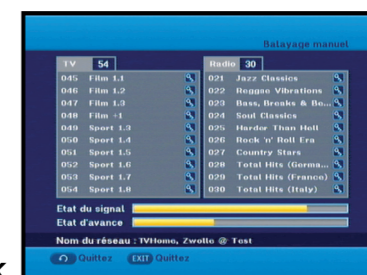 Balayage manuel
TV 54
045 Film 1.1
046 Film 1.2
047 Film 1.3
048 Film +1
049 Sport 1.3
050 Sport 1.4
051 Sport 1.5
052 Sport 1.6
053 Sport 1.7
054 Sport 1.8
Radio 30
021 Jazz Classics
022 Reggae Vibrations
023 Bass, Breaks & Be...
024 Soul Classics
025 Harder Than Hell
026 Rock 'n' Roll Era
027 Country Stars
028 Total Hits (Germa...
029 Total Hits (France)
030 Total Hits (Italy)
Etat du signal
Etat d'avance
Nom du réseau : TVHome, Zwolle @ Test
Quittez EXIT Quittez